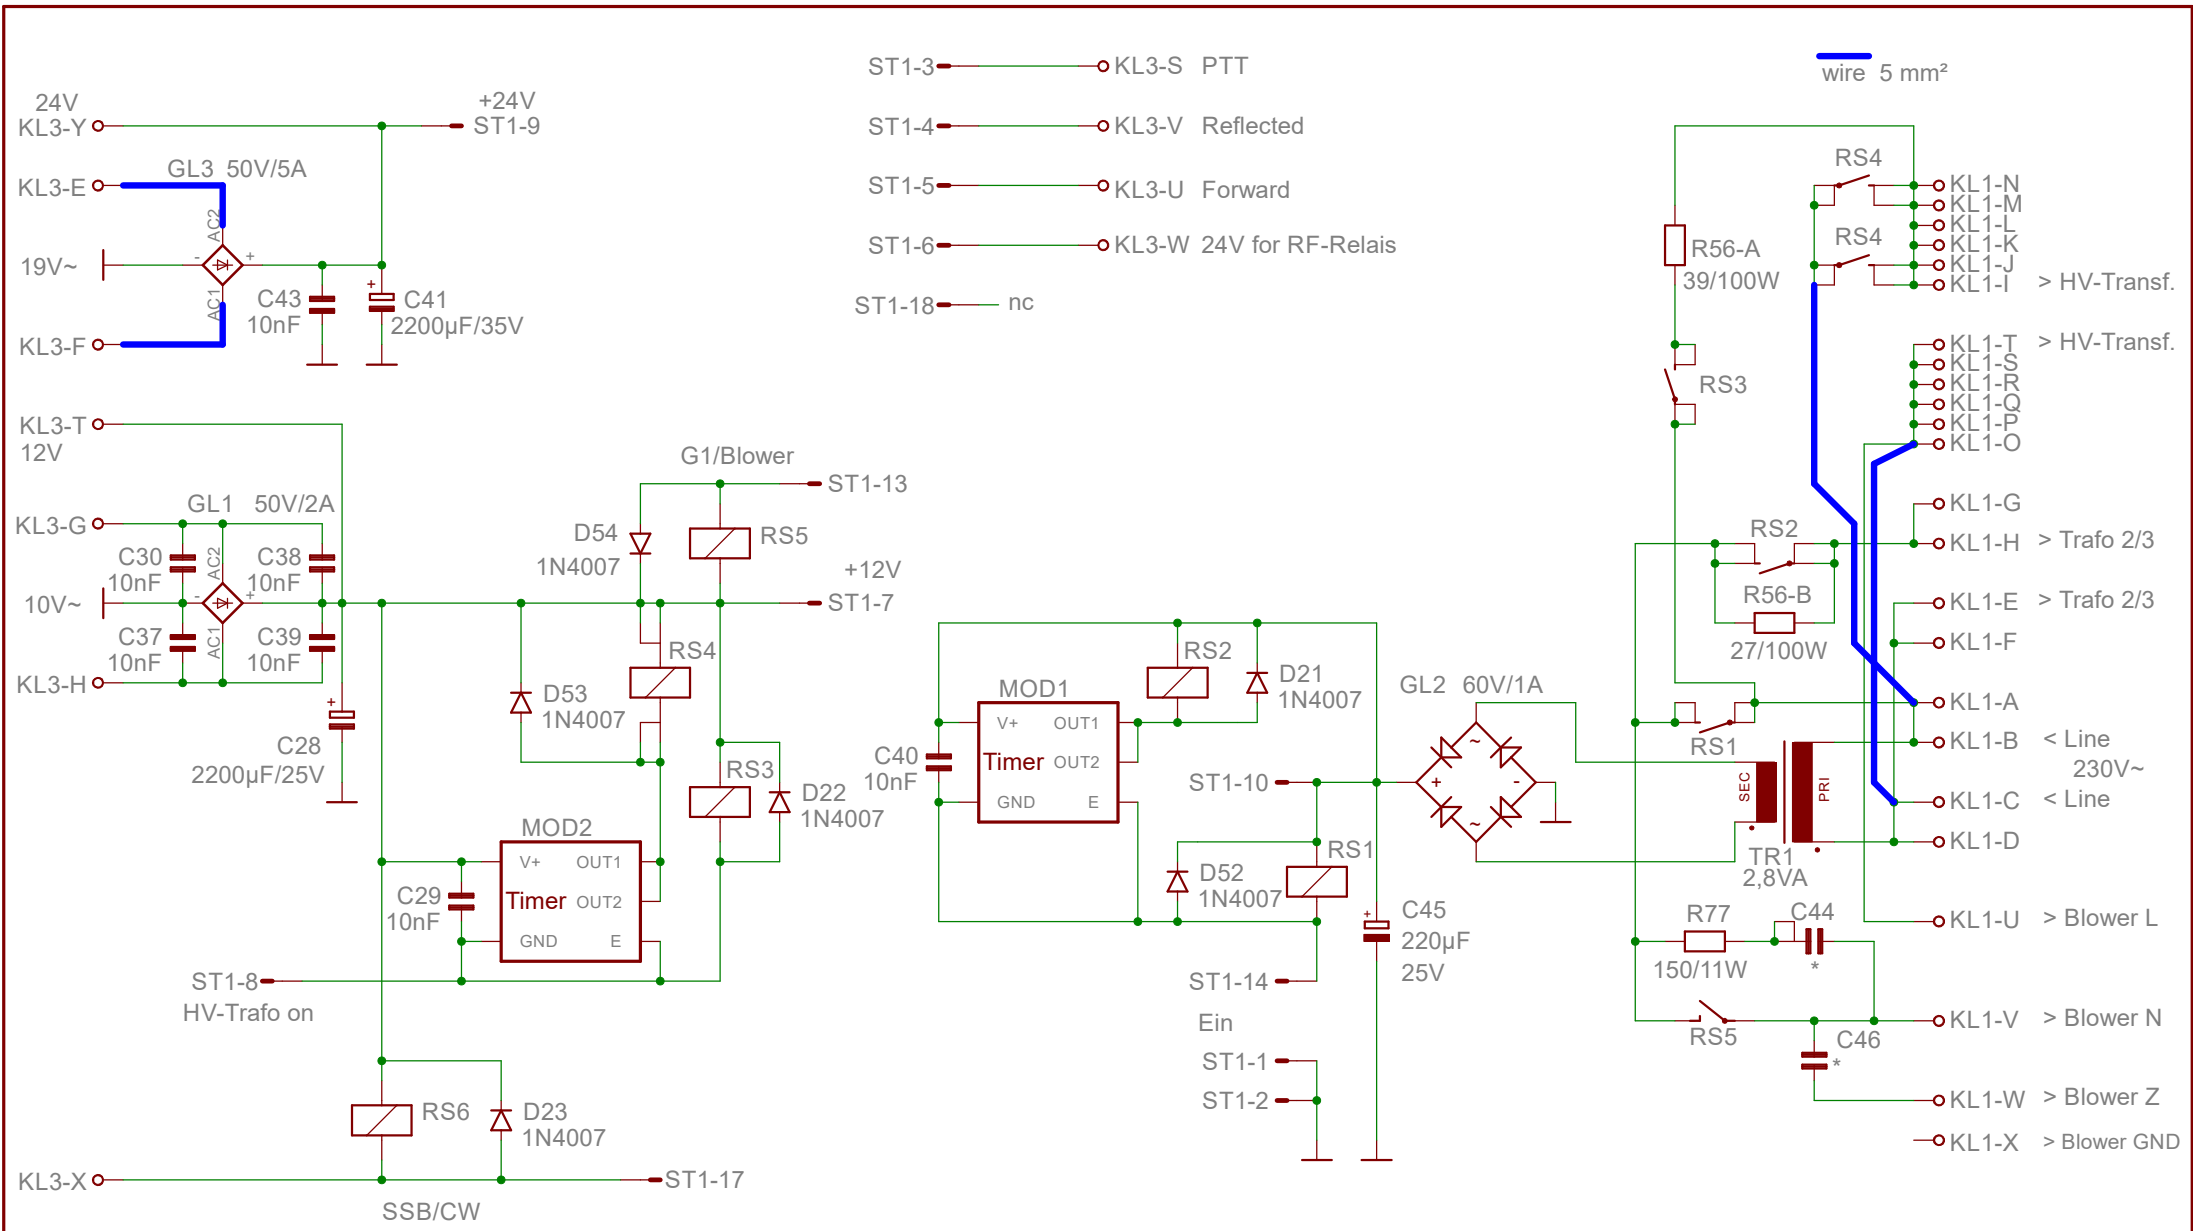 24V
KL3-Y
+24V
ST1-9
GL3 50V/5A
KL3-E
AC2
19V~
-
+
AC1
C43
10nF
+
C41
2200µF/35V
KL3-F
ST1-3
KL3-S PTT
ST1-4
KL3-V Reflected
ST1-5
KL3-U Forward
ST1-6
KL3-W 24V for RF-Relais
ST1-18
nc
wire 5 mm²
KL3-T
12V
GL1 50V/2A
KL3-G
C30
10nF
AC2
C38
10nF
10V~
-
+
C37
10nF
AC1
C39
10nF
KL3-H
+
C28
2200µF/25V
G1/Blower
ST1-13
D54
1N4007
RS5
+12V
ST1-7
RS4
D53
1N4007
RS3
D22
1N4007
MOD2
V+
OUT1
Timer
OUT2
GND
E
C29
10nF
ST1-8
HV-Trafo on
RS6
D23
1N4007
KL3-X
ST1-17
SSB/CW
RS2
D21
1N4007
MOD1
V+
OUT1
Timer
OUT2
GND
E
C40
10nF
GL2 60V/1A
~
+
-
~
ST1-10
D52
1N4007
RS1
+
C45
220µF
25V
ST1-14
Ein
ST1-1
ST1-2
RS4
RS4
R56-A
39/100W
RS3
KL1-N
KL1-M
KL1-L
KL1-K
KL1-J
KL1-I > HV-Transf.
KL1-T > HV-Transf.
KL1-S
KL1-R
KL1-Q
KL1-P
KL1-O
KL1-G
RS2
KL1-H > Trafo 2/3
R56-B
27/100W
KL1-E > Trafo 2/3
KL1-F
KL1-A
RS1
KL1-B < Line
230V~
SEC
PRI
KL1-C < Line
KL1-D
TR1
2,8VA
R77
150/11W
C44
*
KL1-U > Blower L
RS5
KL1-V > Blower N
C46
*
KL1-W > Blower Z
KL1-X > Blower GND